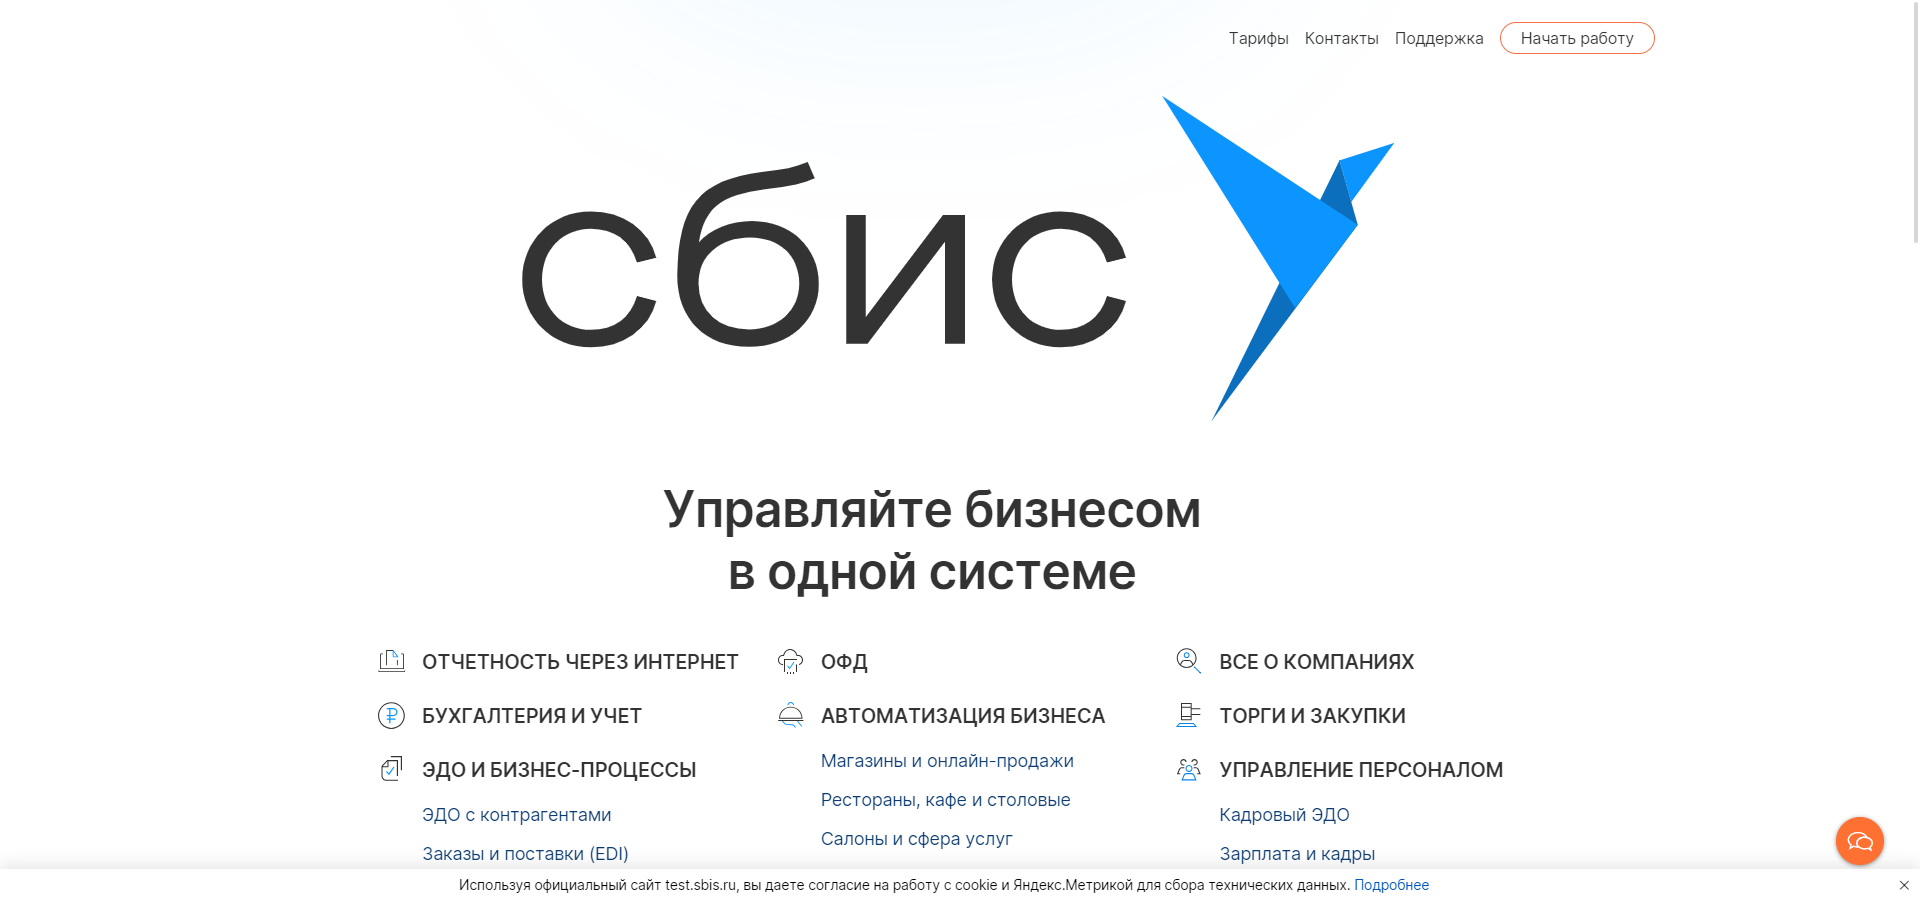 Тарифы Контакты Поддержка Начать работу
сбис
Управляйте бизнесом
в одной системе
ОТЧЕТНОСТЬ ЧЕРЕЗ ИНТЕРНЕТ
БУХГАЛТЕРИЯ И УЧЕТ
ЭДО И БИЗНЕС-ПРОЦЕССЫ
ЭДО с контрагентами
Заказы и поставки (EDI)
ОФД
АВТОМАТИЗАЦИЯ БИЗНЕСА
Магазины и онлайн-продажи
Рестораны, кафе и столовые
Салоны и сфера услуг
ВСЕ О КОМПАНИЯХ
ТОРГИ И ЗАКУПКИ
УПРАВЛЕНИЕ ПЕРСОНАЛОМ
Кадровый ЭДО
Зарплата и кадры
Используя официальный сайт test.sbis.ru, вы даете согласие на работу с cookie и Яндекс.Метрикой для сбора технических данных. Подробнее